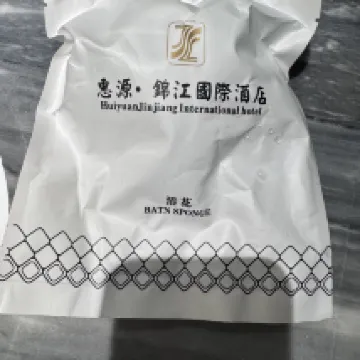 惠源·錦江國際酒店
HuiyuanJinjiang International hotel
浴花
BATN SPONGE